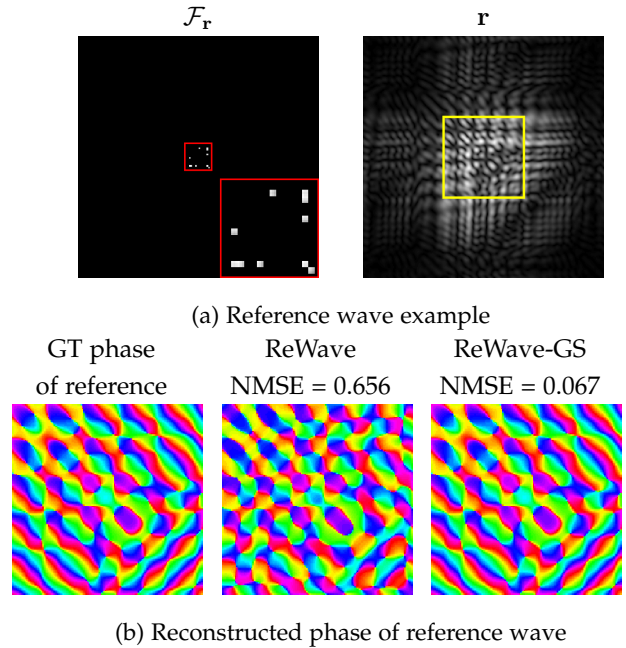 𝓕ᵣ r
(a) Reference wave example
GT phase of reference
ReWave NMSE = 0.656
ReWave-GS NMSE = 0.067
(b) Reconstructed phase of reference wave